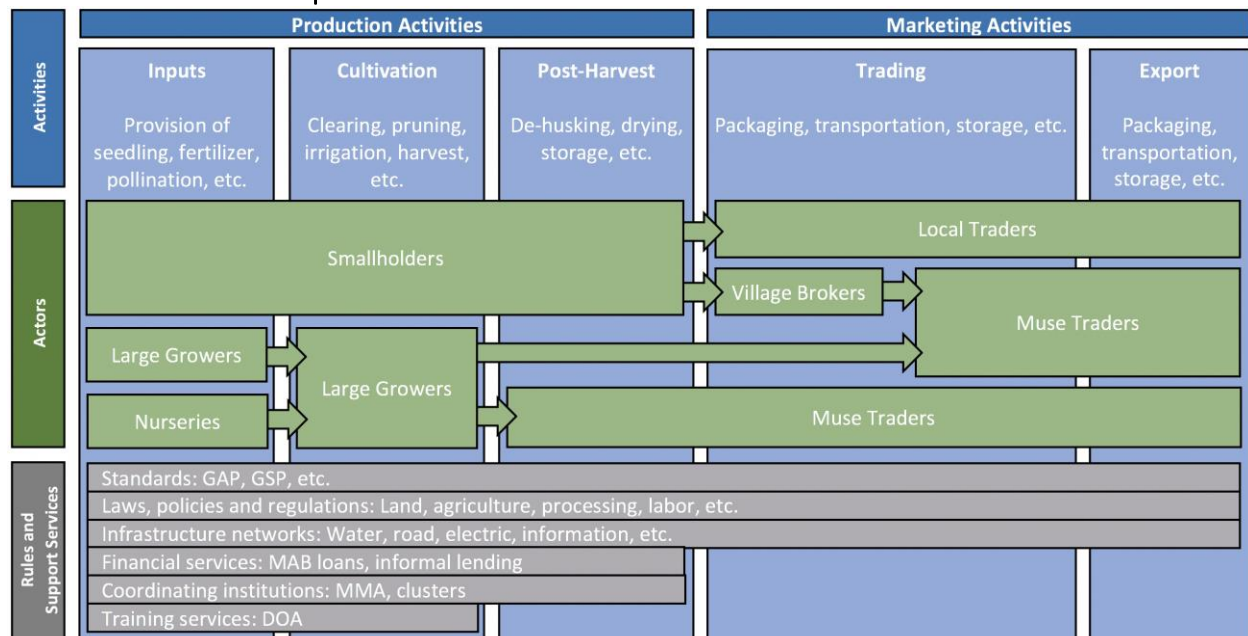 Production Activities
Marketing Activities
Activities
Inputs
Provision of
seedling, fertilizer,
pollination, etc.
Cultivation
Clearing, pruning,
irrigation, harvest,
etc.
Post-Harvest
De-husking, drying,
storage, etc.
Trading
Packaging, transportation, storage, etc.
Export
Packaging,
transportation,
storage, etc.
Actors
Smallholders
Local Traders
Village Brokers
Muse Traders
Large Growers
Large Growers
Nurseries
Muse Traders
Rules and
Support Services
Standards: GAP, GSP, etc.
Laws, policies and regulations: Land, agriculture, processing, labor, etc.
Infrastructure networks: Water, road, electric, information, etc.
Financial services: MAB loans, informal lending
Coordinating institutions: MMA, clusters
Training services: DOA